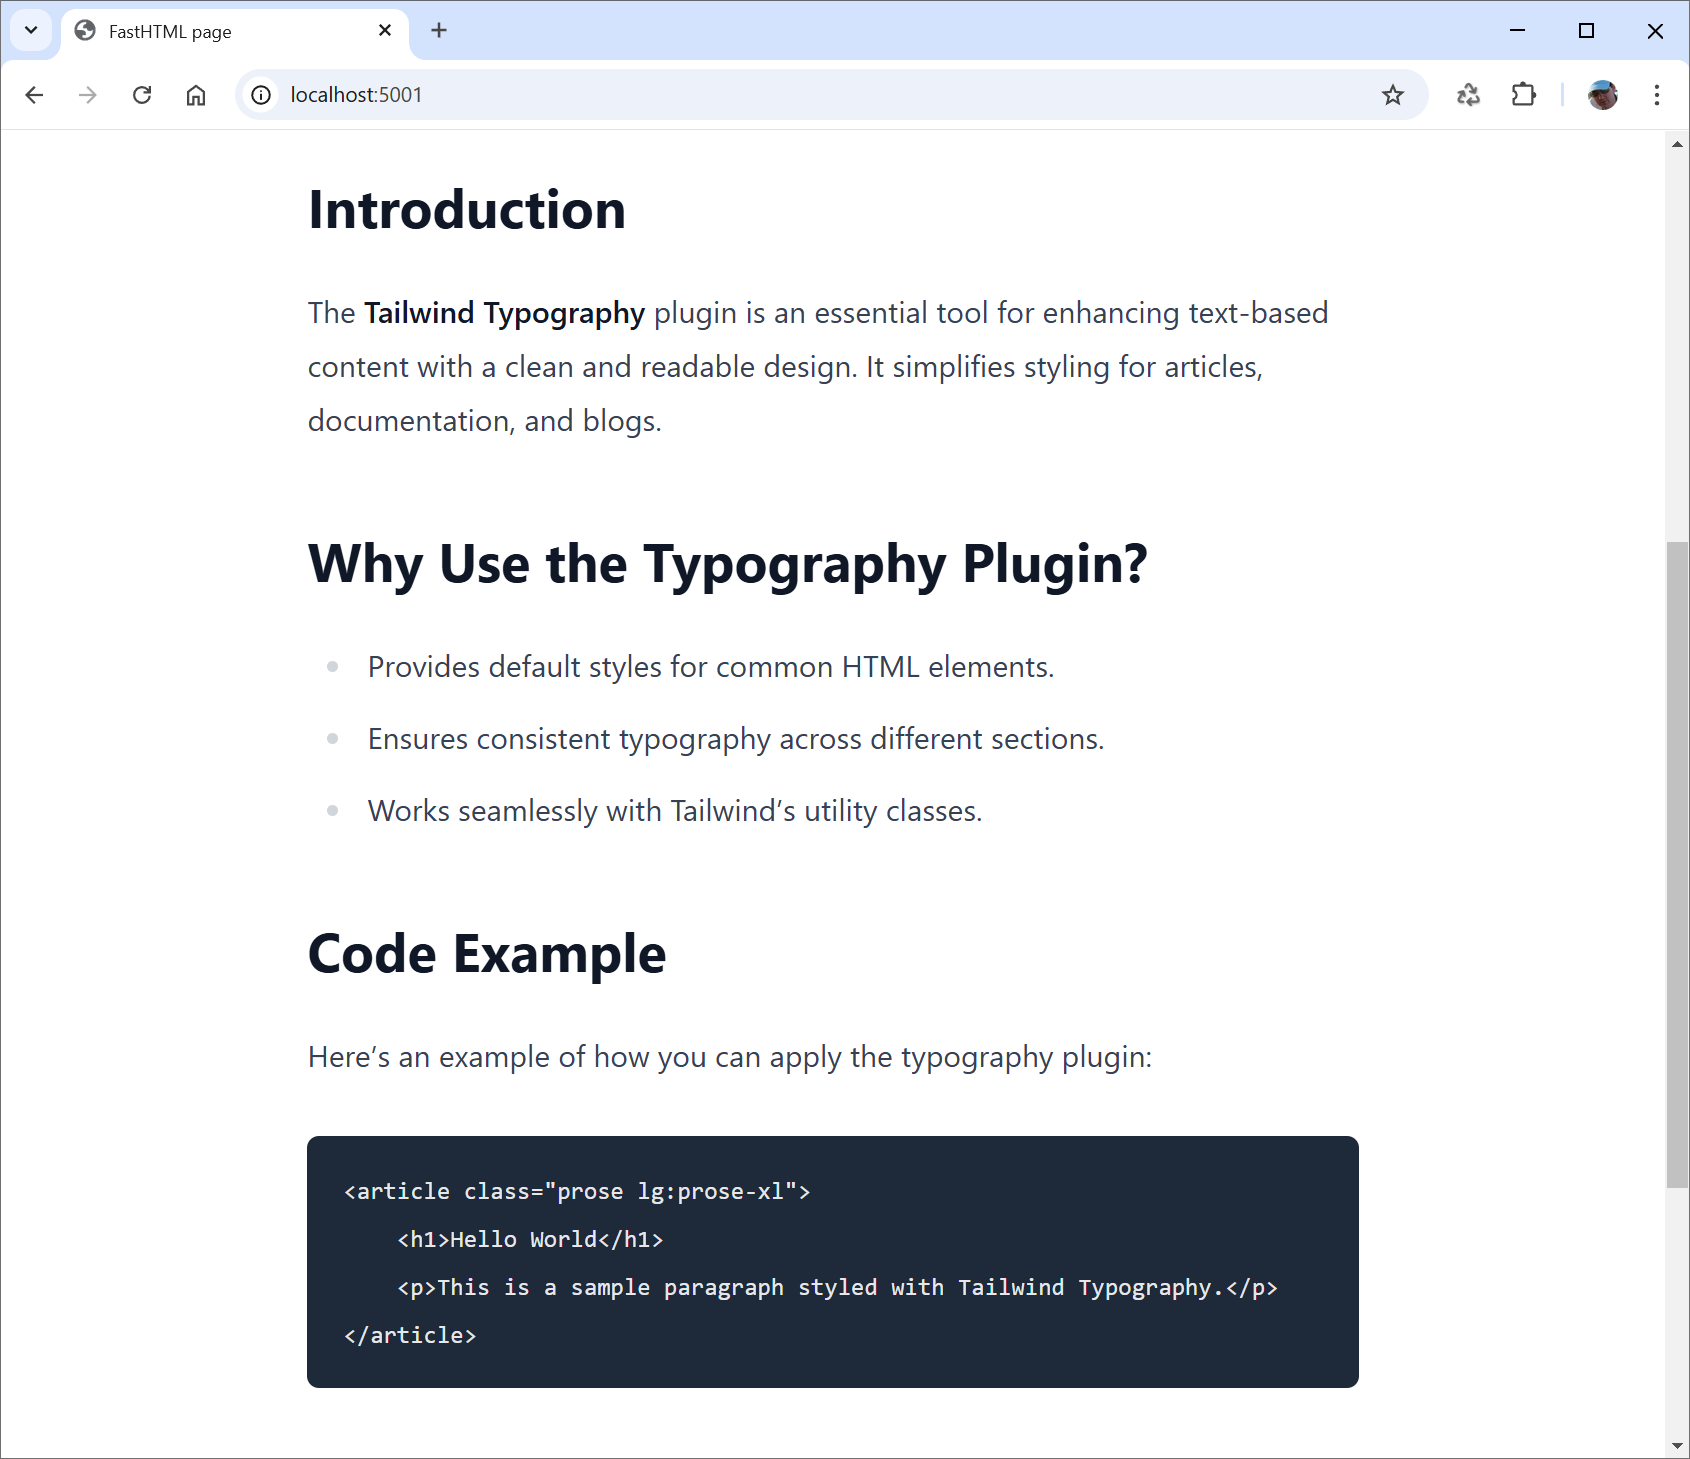 FastHTML page
localhost:5001
Introduction
The Tailwind Typography plugin is an essential tool for enhancing text-based
content with a clean and readable design. It simplifies styling for articles,
documentation, and blogs.
Why Use the Typography Plugin?
Provides default styles for common HTML elements.
Ensures consistent typography across different sections.
Works seamlessly with Tailwind’s utility classes.
Code Example
Here’s an example of how you can apply the typography plugin:
<article class="prose lg:prose-xl">
    <h1>Hello World</h1>
    <p>This is a sample paragraph styled with Tailwind Typography.</p>
</article>